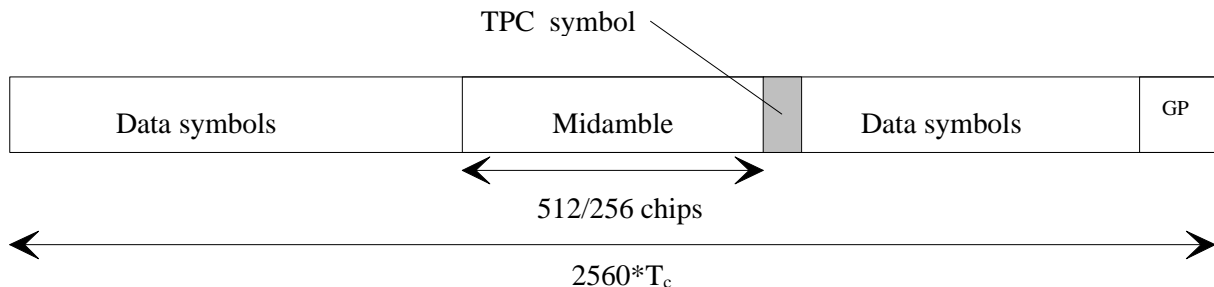 TPC symbol
Data symbols Midamble Data symbols GP
512/256 chips
2560*Tc